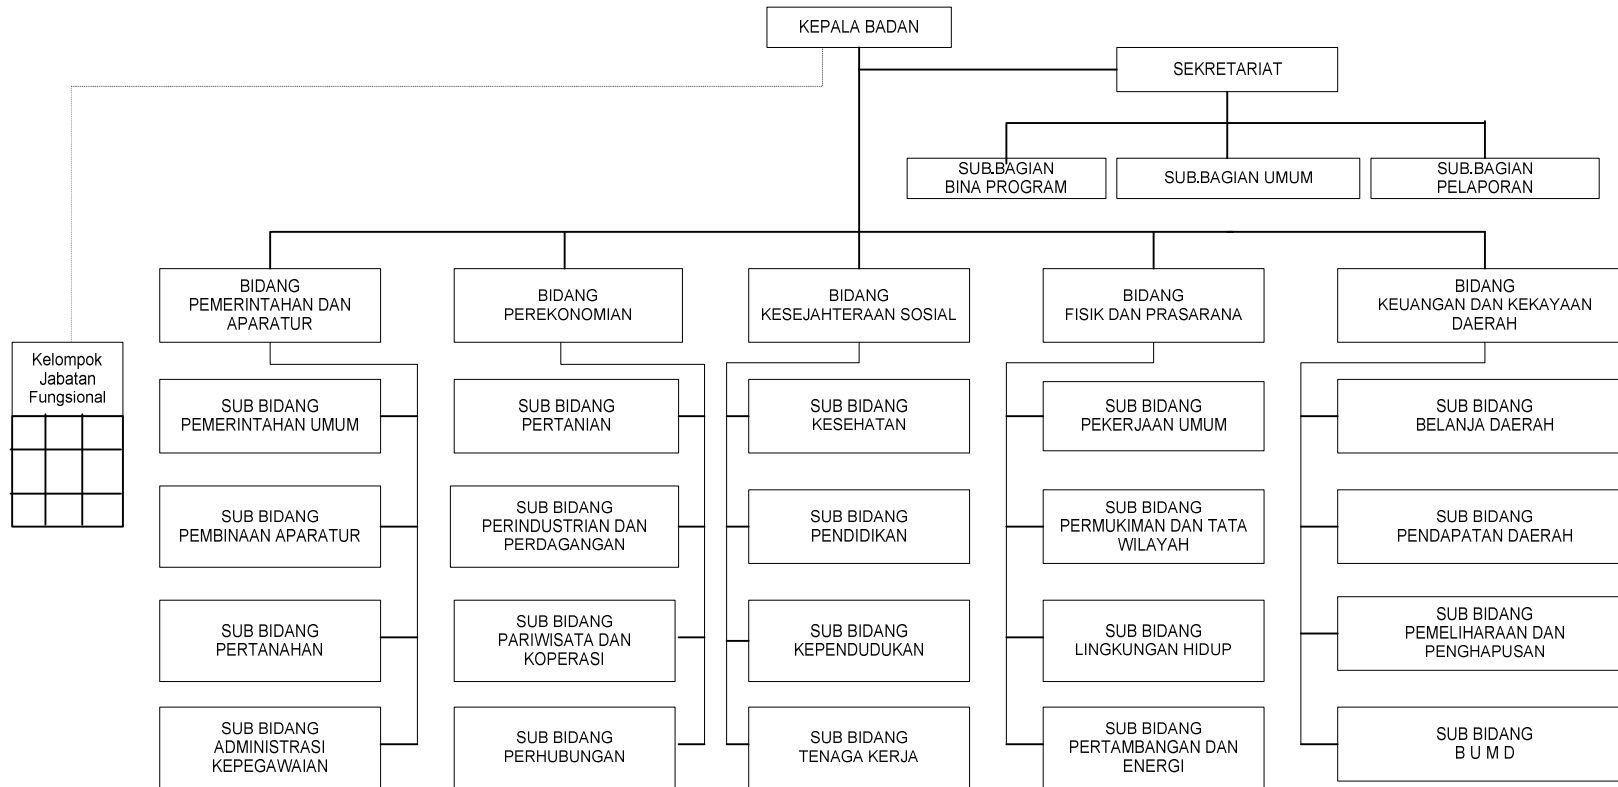 KEPALA BADAN
SEKRETARIAT
SUB.BAGIAN
BINA PROGRAM
SUB.BAGIAN UMUM
SUB.BAGIAN
PELAPORAN
BIDANG
PEMERINTAHAN DAN
APARATUR
BIDANG
PEREKONOMIAN
BIDANG
KESEJAHTERAAN SOSIAL
BIDANG
FISIK DAN PRASARANA
BIDANG
KEUANGAN DAN KEKAYAAN
DAERAH
Kelompok
Jabatan
Fungsional
SUB BIDANG
PEMERINTAHAN UMUM
SUB BIDANG
PERTANIAN
SUB BIDANG
KESEHATAN
SUB BIDANG
PEKERJAAN UMUM
SUB BIDANG
BELANJA DAERAH
SUB BIDANG
PEMBINAAN APARATUR
SUB BIDANG
PERINDUSTRIAN DAN
PERDAGANGAN
SUB BIDANG
PENDIDIKAN
SUB BIDANG
PERMUKIMAN DAN TATA
WILAYAH
SUB BIDANG
PENDAPATAN DAERAH
SUB BIDANG
PERTANAHAN
SUB BIDANG
PARIWISATA DAN
KOPERASI
SUB BIDANG
KEPENDUDUKAN
SUB BIDANG
LINGKUNGAN HIDUP
SUB BIDANG
PEMELIHARAAN DAN
PENGHAPUSAN
SUB BIDANG
ADMINISTRASI
KEPEGAWAIAN
SUB BIDANG
PERHUBUNGAN
SUB BIDANG
TENAGA KERJA
SUB BIDANG
PERTAMBANGAN DAN
ENERGI
SUB BIDANG
B U M D